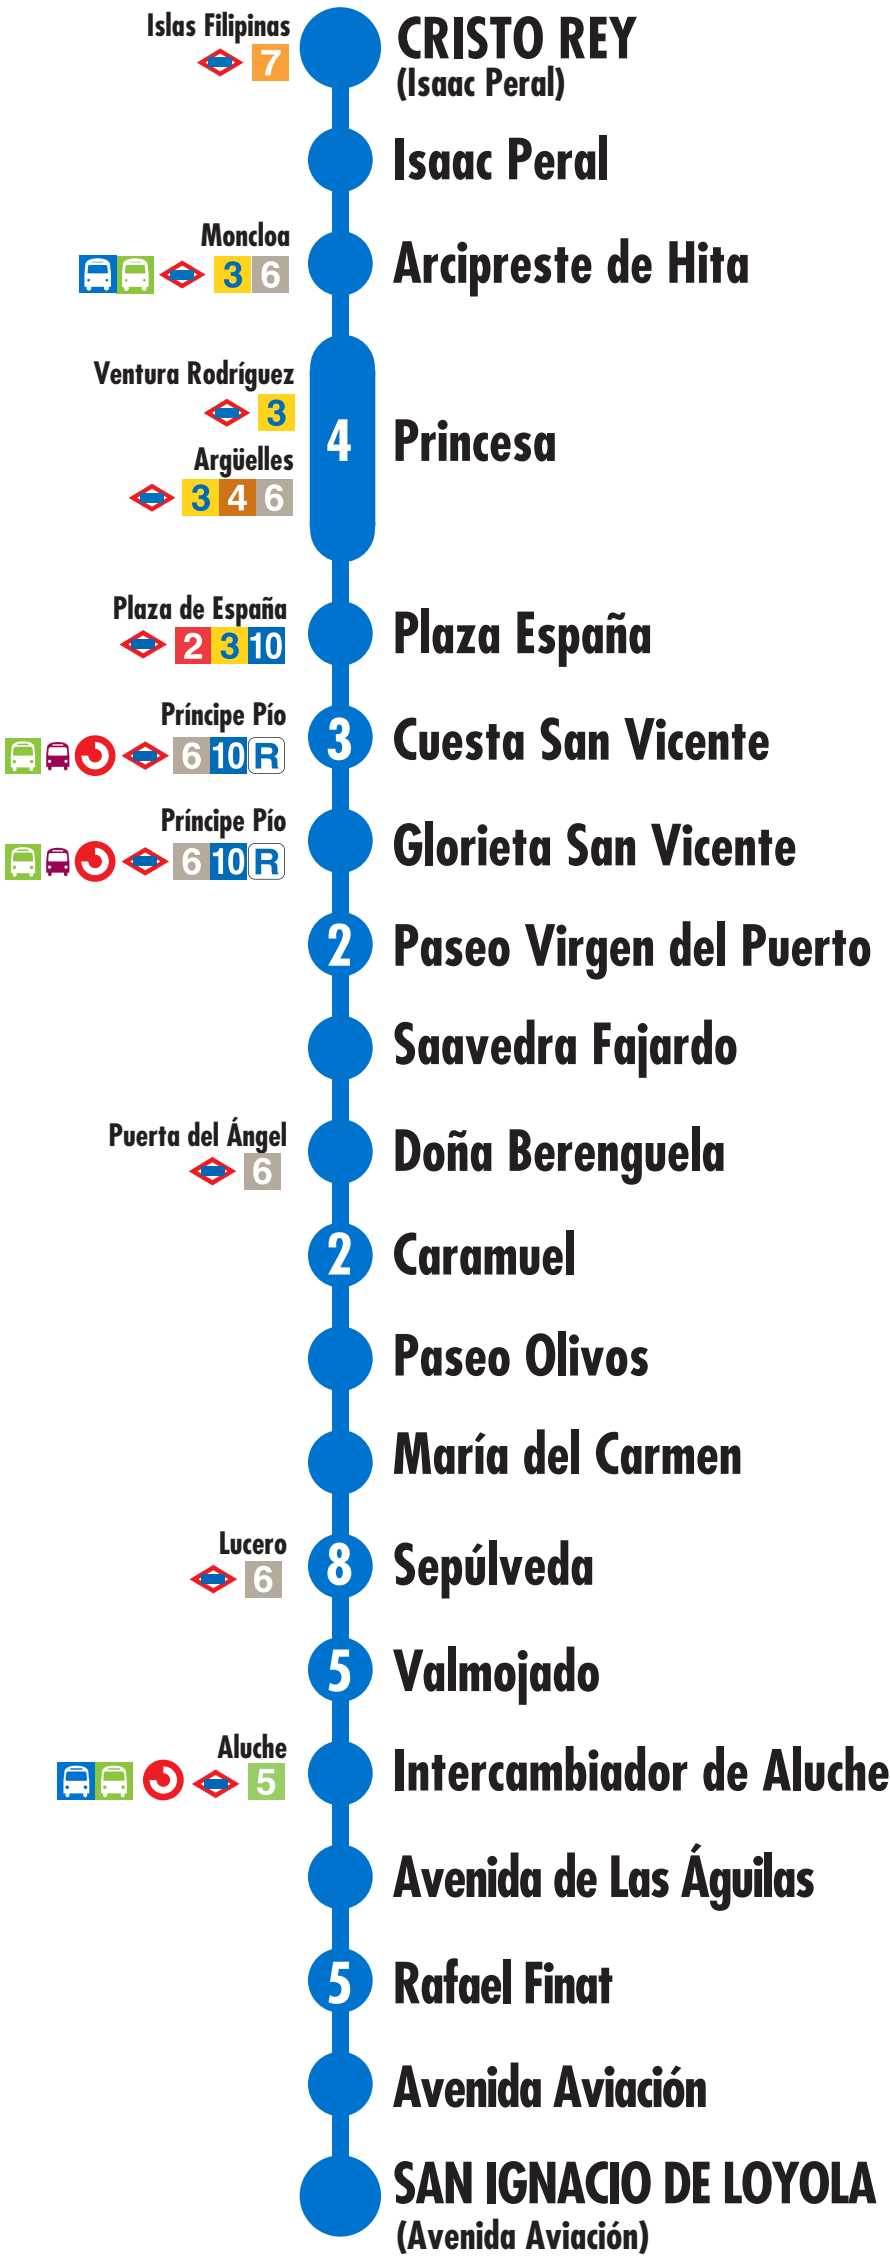 Islas Filipinas
7
CRISTO REY
(Isaac Peral)
Isaac Peral
Moncloa
3 6
Arcipreste de Hita
Ventura Rodríguez
3
Argüelles
3 4 6
4
Princesa
Plaza de España
2 3 10
Plaza España
Príncipe Pío
6 10 R
3
Cuesta San Vicente
Príncipe Pío
6 10 R
Glorieta San Vicente
2
Paseo Virgen del Puerto
Saavedra Fajardo
Puerta del Ángel
6
Doña Berenguela
2
Caramuel
Paseo Olivos
María del Carmen
Lucero
6
8
Sepúlveda
5
Valmojado
Aluche
5
Intercambiador de Aluche
Avenida de Las Águilas
5
Rafael Finat
Avenida Aviación
SAN IGNACIO DE LOYOLA
(Avenida Aviación)